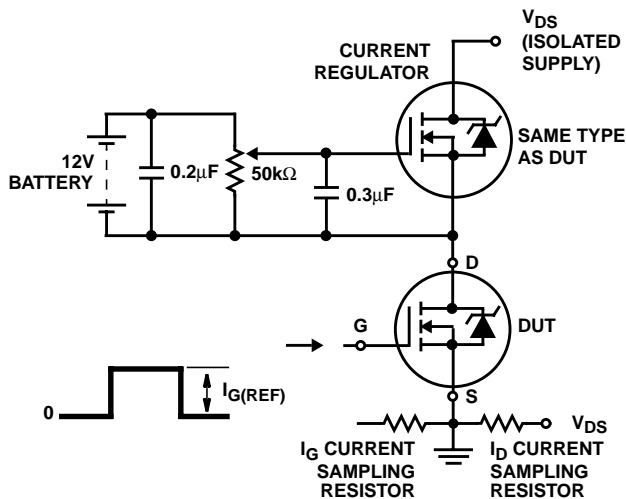 V_DS
(ISOLATED
SUPPLY)
CURRENT
REGULATOR
SAME TYPE
AS DUT
12V
BATTERY
0.2μF
50kΩ
0.3μF
D
DUT
G
I_G(REF)
0
S
V_DS
I_G CURRENT
SAMPLING
RESISTOR
I_D CURRENT
SAMPLING
RESISTOR